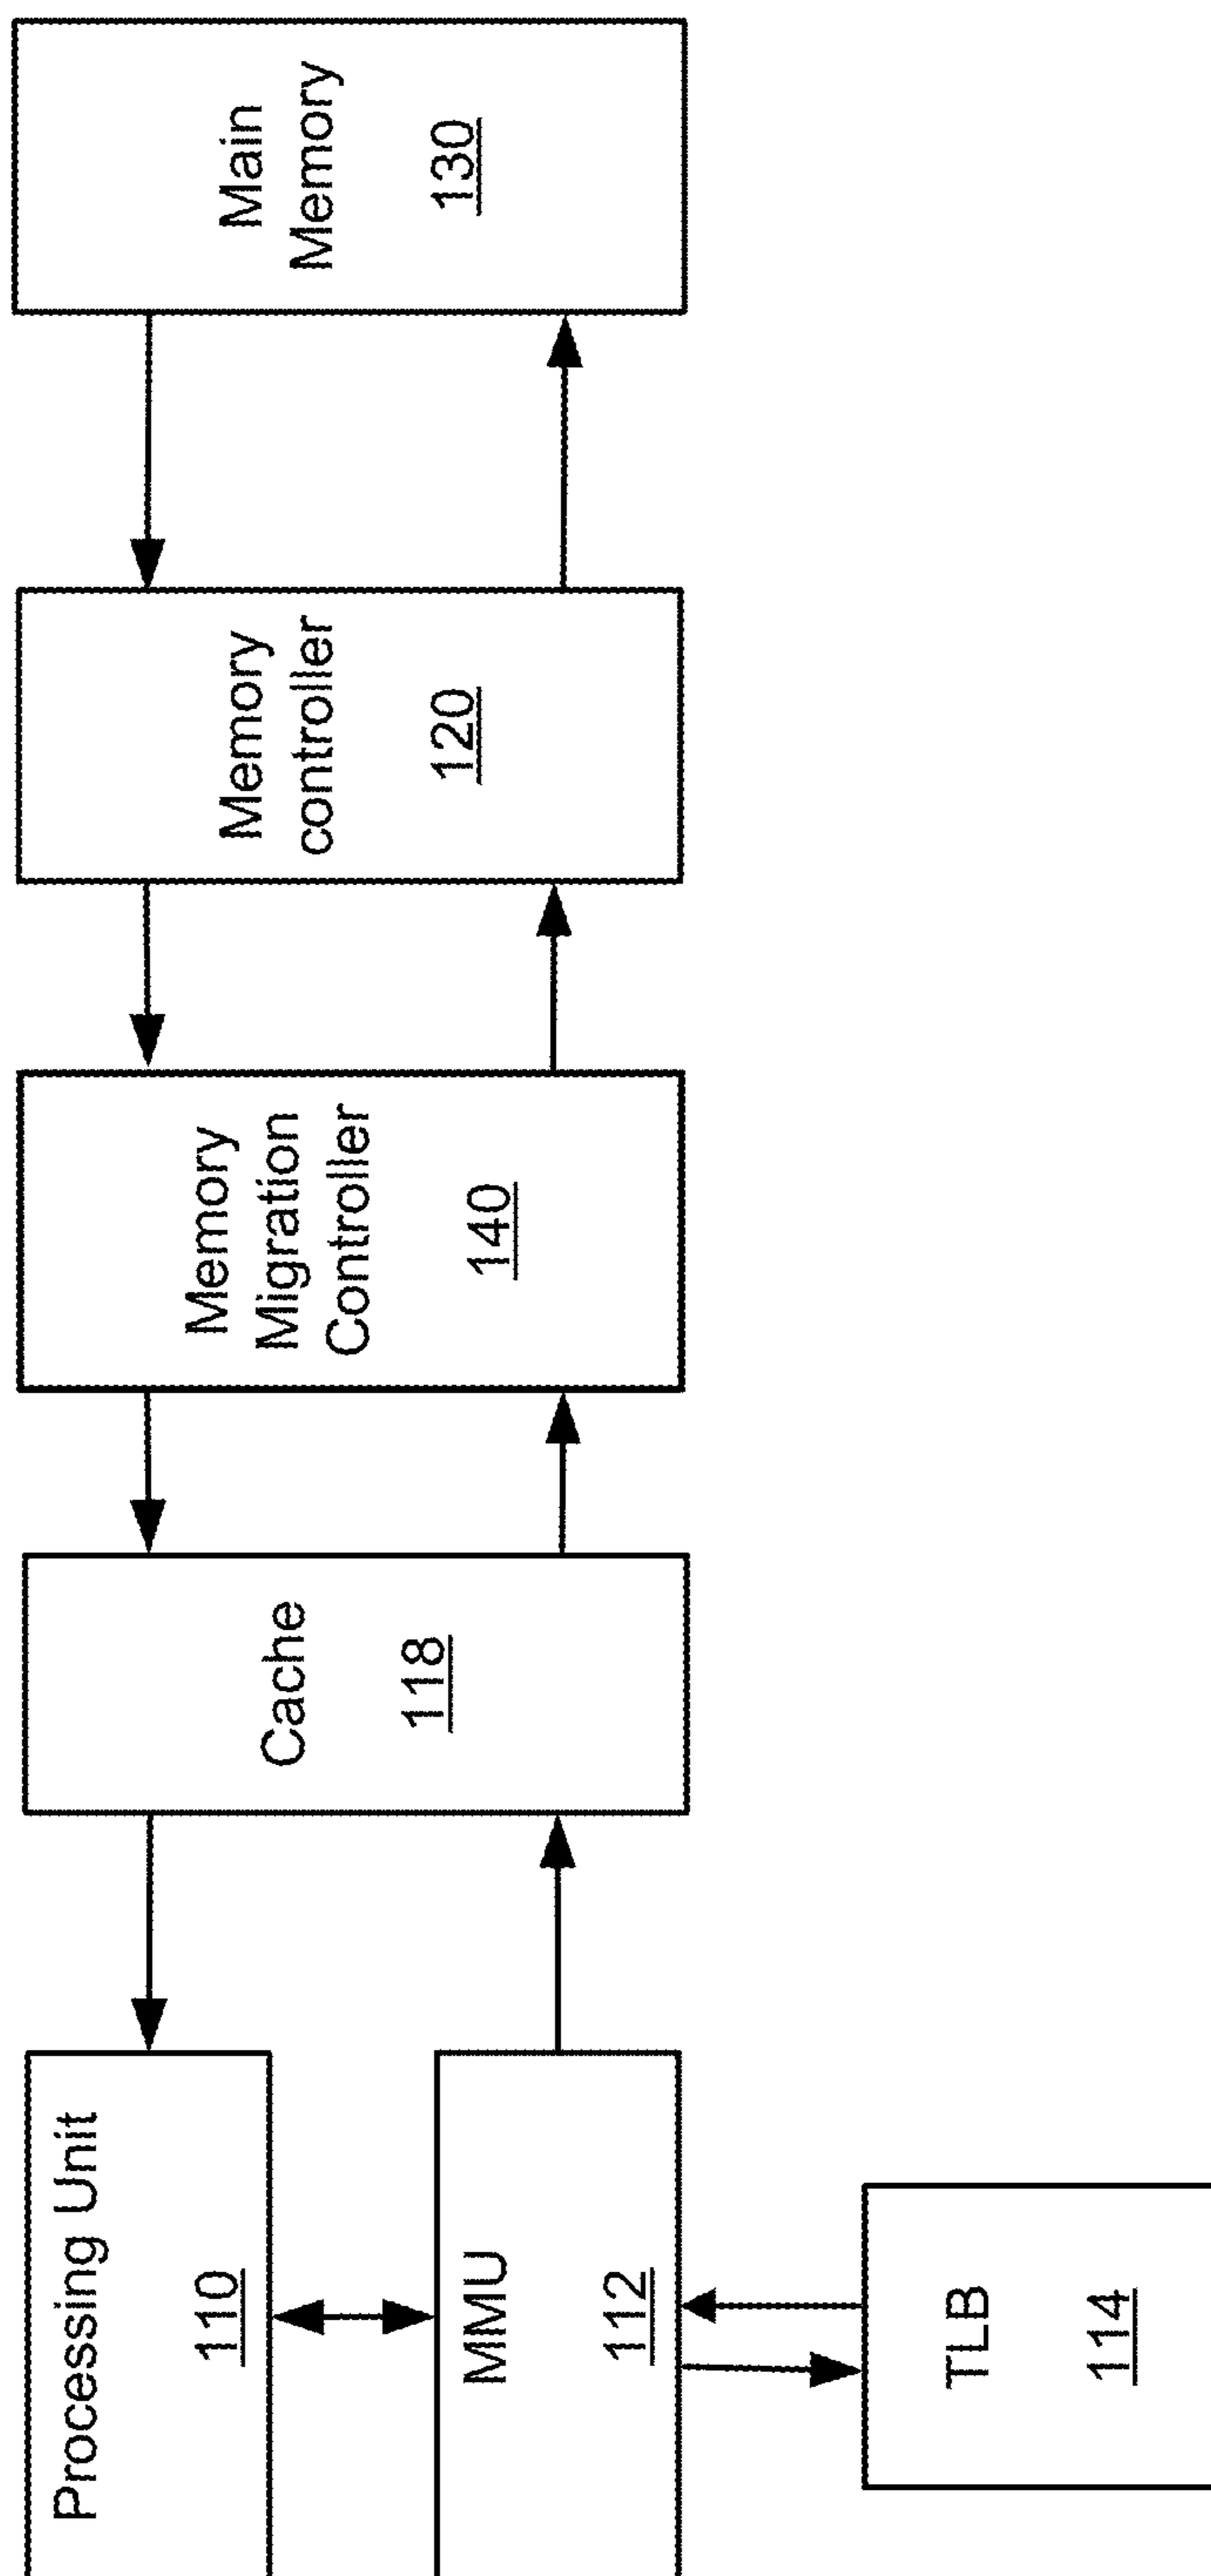 Processing Unit
110
MMU
112
TLB
114
Cache
118
Memory
Migration
Controller
140
Memory
controller
120
Main
Memory
130